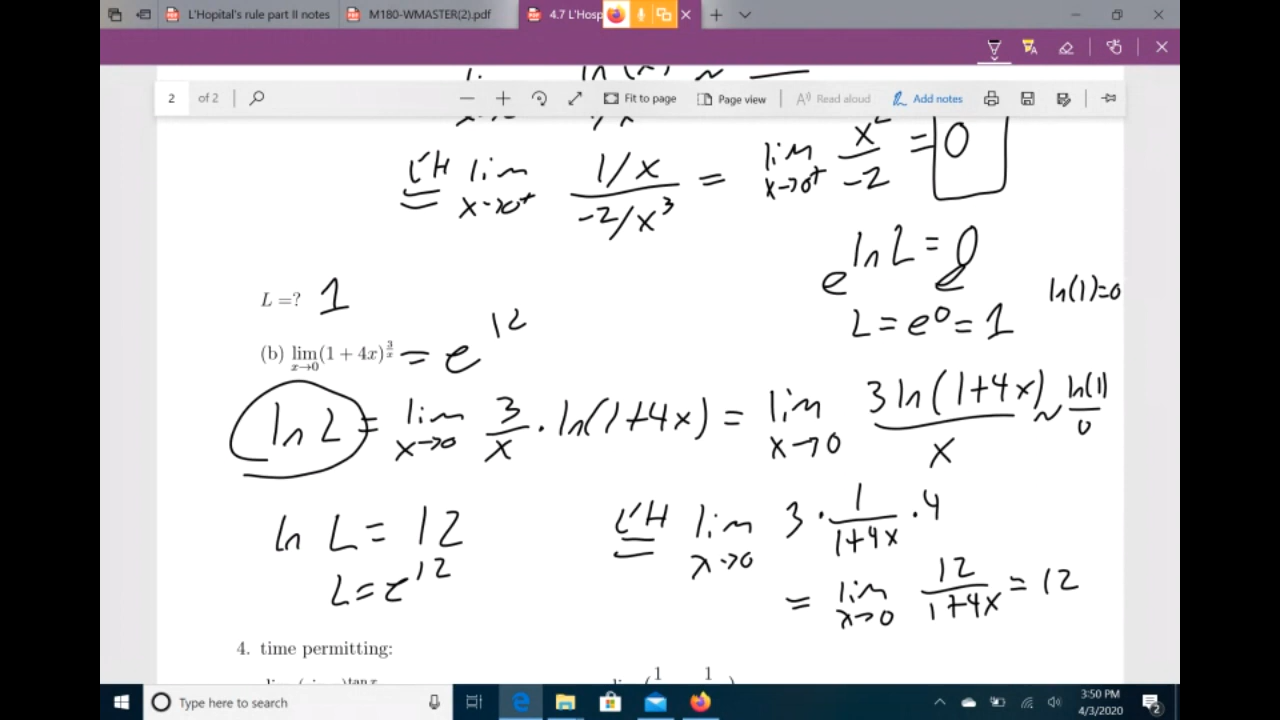 L'Hopital's rule part II notes
M180-WMASTER(2).pdf
4.7 L'Hosp
2 of 2
Fit to page
Page view
Read aloud
Add notes
L'H lim x→0+ (1/x)/(-2/x^3) = lim x→0+ x^2/-2 = 0
e^ln L = e^0
L =? 1
ln(1)=0
L = e^0 = 1
(b) lim x→0 (1 + 4x)^(3/x) = e^12
ln L = lim x→0 3/x · ln(1+4x) = lim x→0 3 ln(1+4x)/x ~ ln(1)/0
ln L = 12
L'H = lim x→0 3 · 1/(1+4x) · 4
L = e^12
= lim x→0 12/(1+4x) = 12
4. time permitting:
Type here to search
3:50 PM
4/3/2020
2